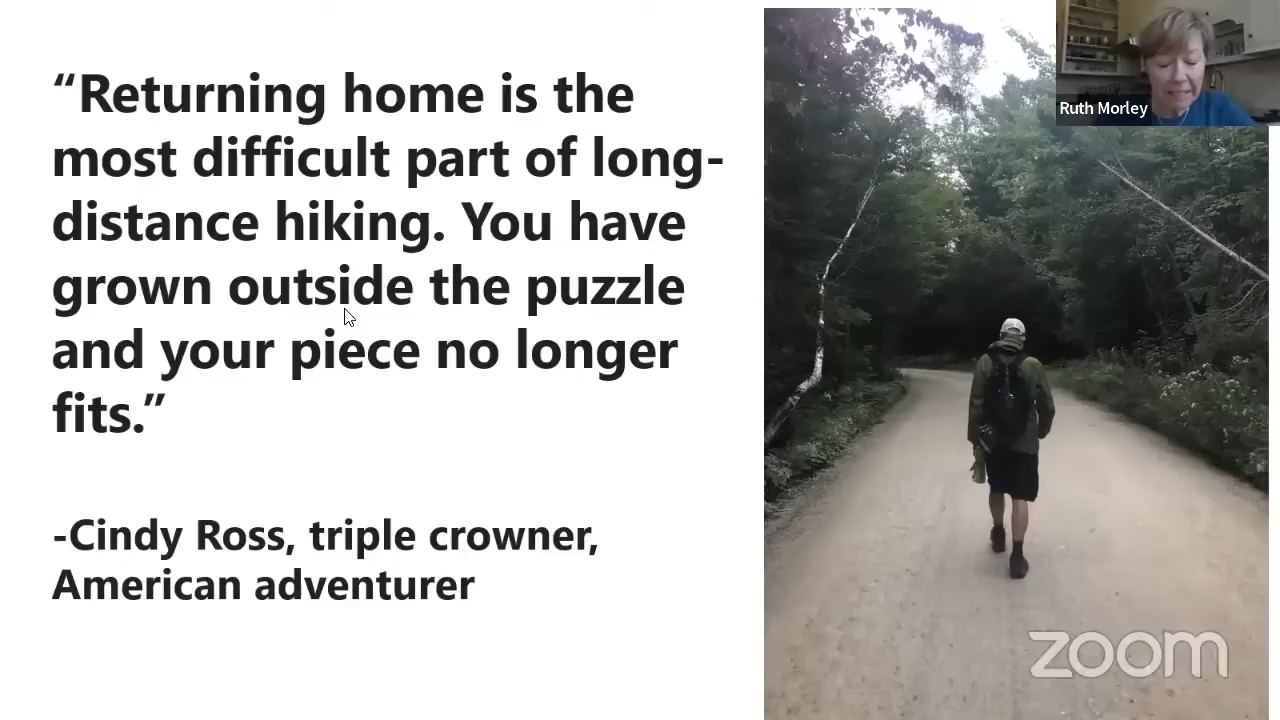 “Returning home is the
most difficult part of long-
distance hiking. You have
grown outside the puzzle
and your piece no longer
fits.”
-Cindy Ross, triple crowner,
American adventurer
Ruth Morley
zoom